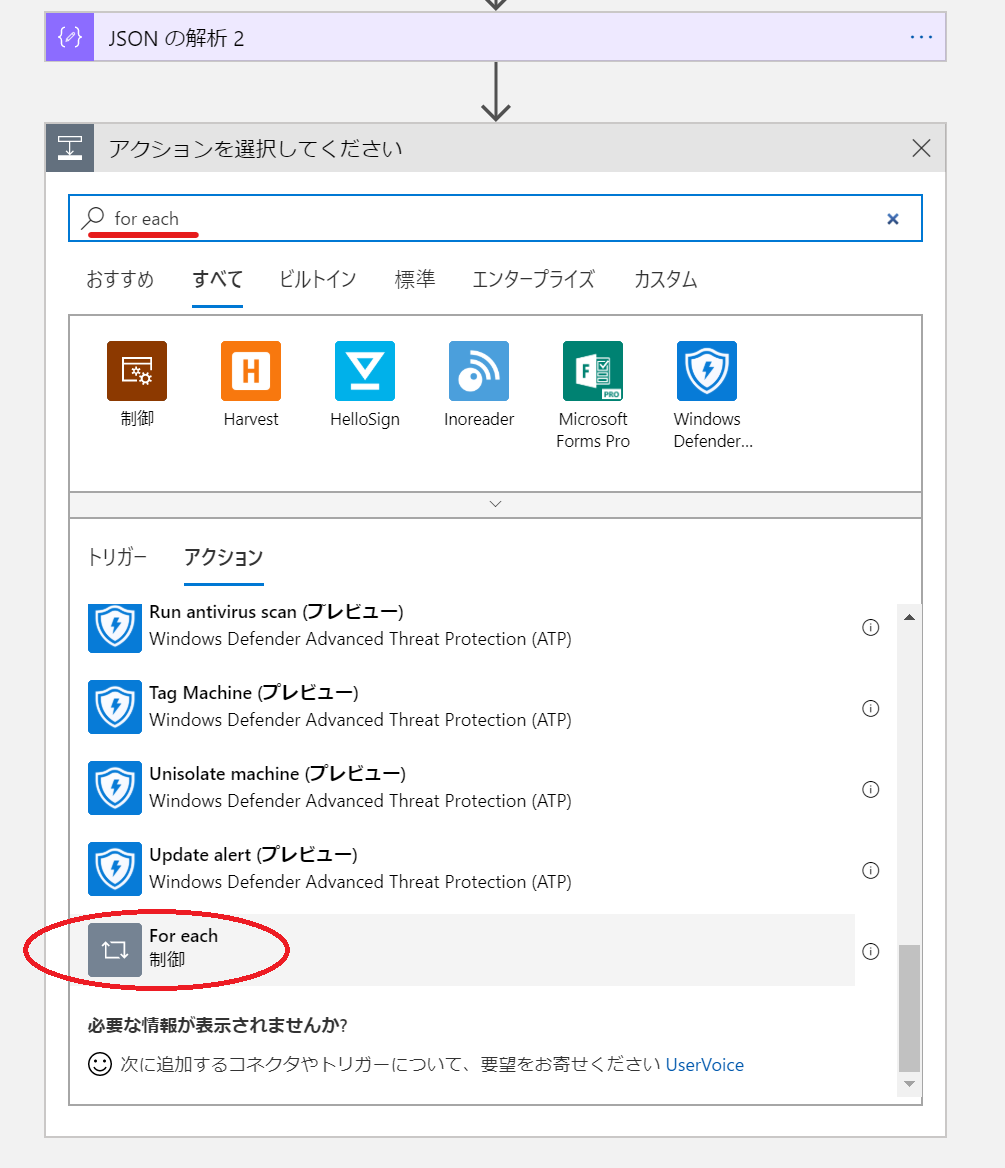 JSON の解析 2
アクションを選択してください
for each
おすすめ すべて ビルトイン 標準 エンタープライズ カスタム
制御 Harvest HelloSign Inoreader Microsoft Forms Pro Windows Defender...
H
F
PRO
トリガー アクション
Run antivirus scan (プレビュー)
Windows Defender Advanced Threat Protection (ATP)
Tag Machine (プレビュー)
Windows Defender Advanced Threat Protection (ATP)
Unisolate machine (プレビュー)
Windows Defender Advanced Threat Protection (ATP)
Update alert (プレビュー)
Windows Defender Advanced Threat Protection (ATP)
For each
制御
必要な情報が表示されませんか?
次に追加するコネクタやトリガーについて、要望をお寄せください UserVoice